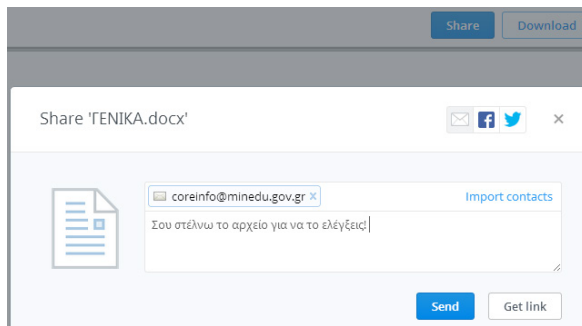 Share Download
Share 'ΓΕΝΙΚΑ.docx'
coreinfo@minedu.gov.gr x Import contacts
Σου στέλνω το αρχείο για να το ελέγξεις!
Send Get link